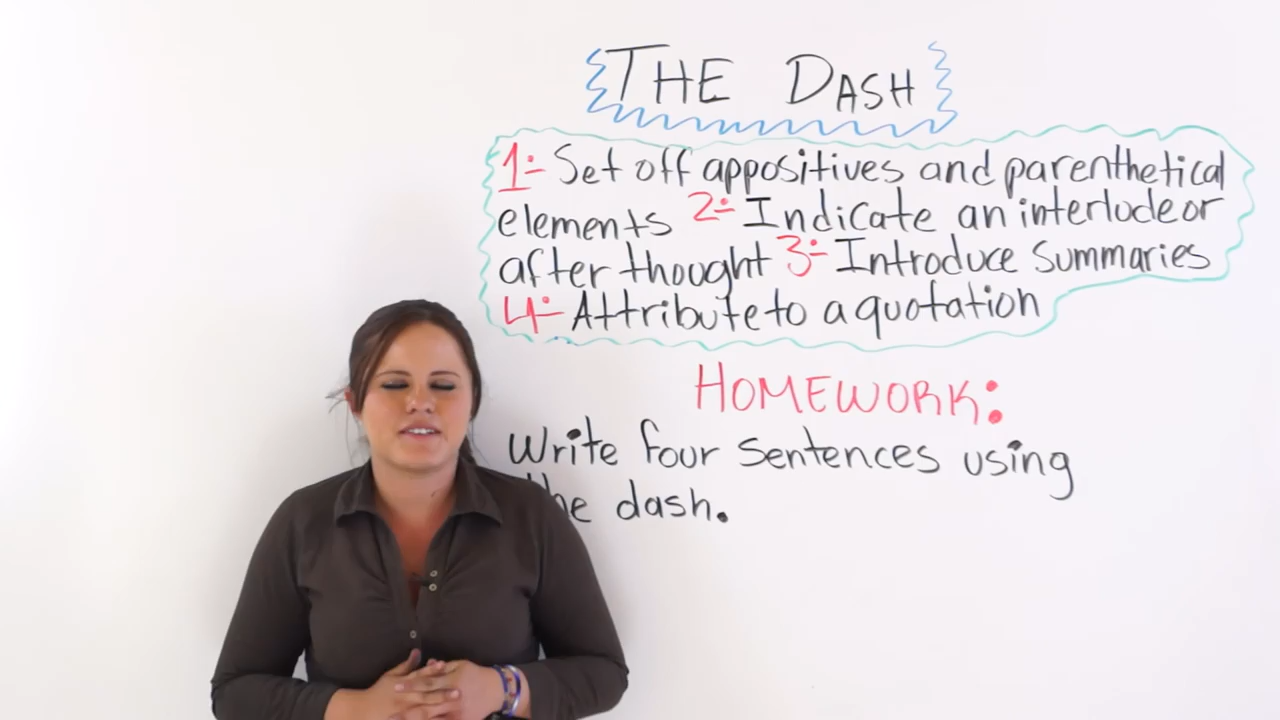 THE DASH
1:- Set off appositives and parenthetical
elements 2:- Indicate an interlude or
after thought 3:- Introduce Summaries
4:- Attribute to a quotation
HOMEWORK:
Write four sentences using
the dash.